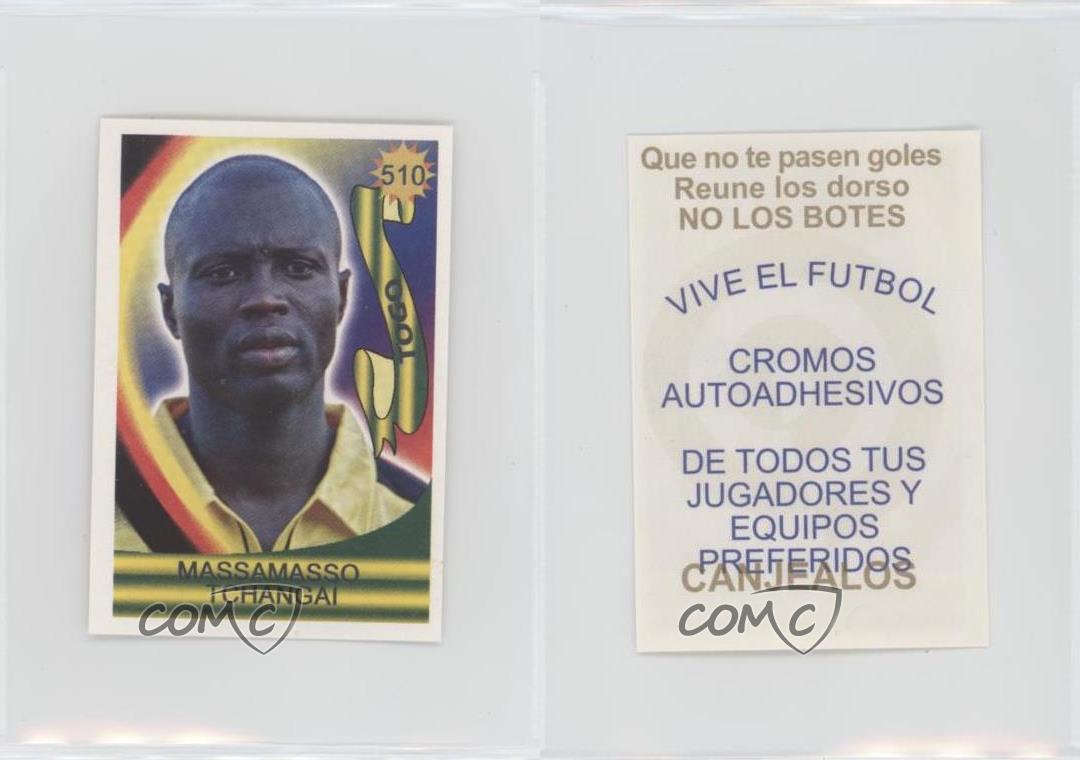 510
TOGO
MASSAMASSO
TCHANGAI
COMC
Que no te pasen goles
Reune los dorso
NO LOS BOTES
VIVE EL FUTBOL
CROMOS
AUTOADHESIVOS
DE TODOS TUS
JUGADORES Y
EQUIPOS
PREFERIDOS
CANJEALOS
COMC